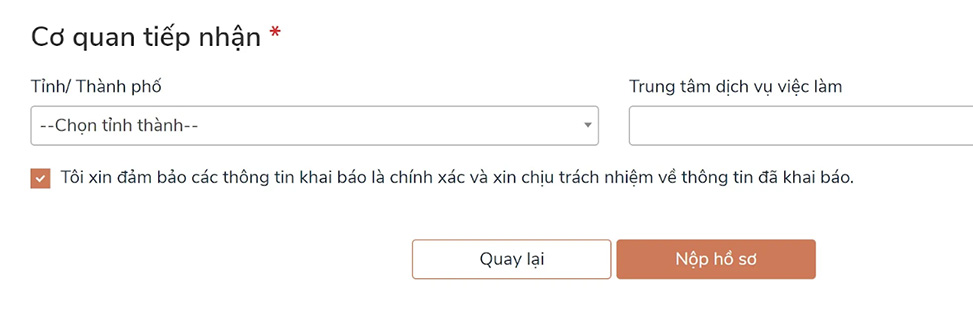 Cơ quan tiếp nhận *
Tỉnh/ Thành phố
Trung tâm dịch vụ việc làm
--Chọn tỉnh thành--
Tôi xin đảm bảo các thông tin khai báo là chính xác và xin chịu trách nhiệm về thông tin đã khai báo.
Quay lại
Nộp hồ sơ